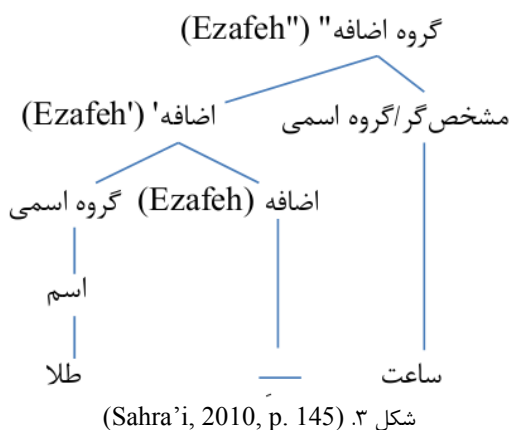 گروه اضافه" (Ezafeh")
مشخص‌گر/گروه اسمی اضافه' (Ezafeh')
اضافه (Ezafeh) گروه اسمی
اسم
ساعت ـِ طلا
شکل ۳. (Sahra'i, 2010, p. 145)